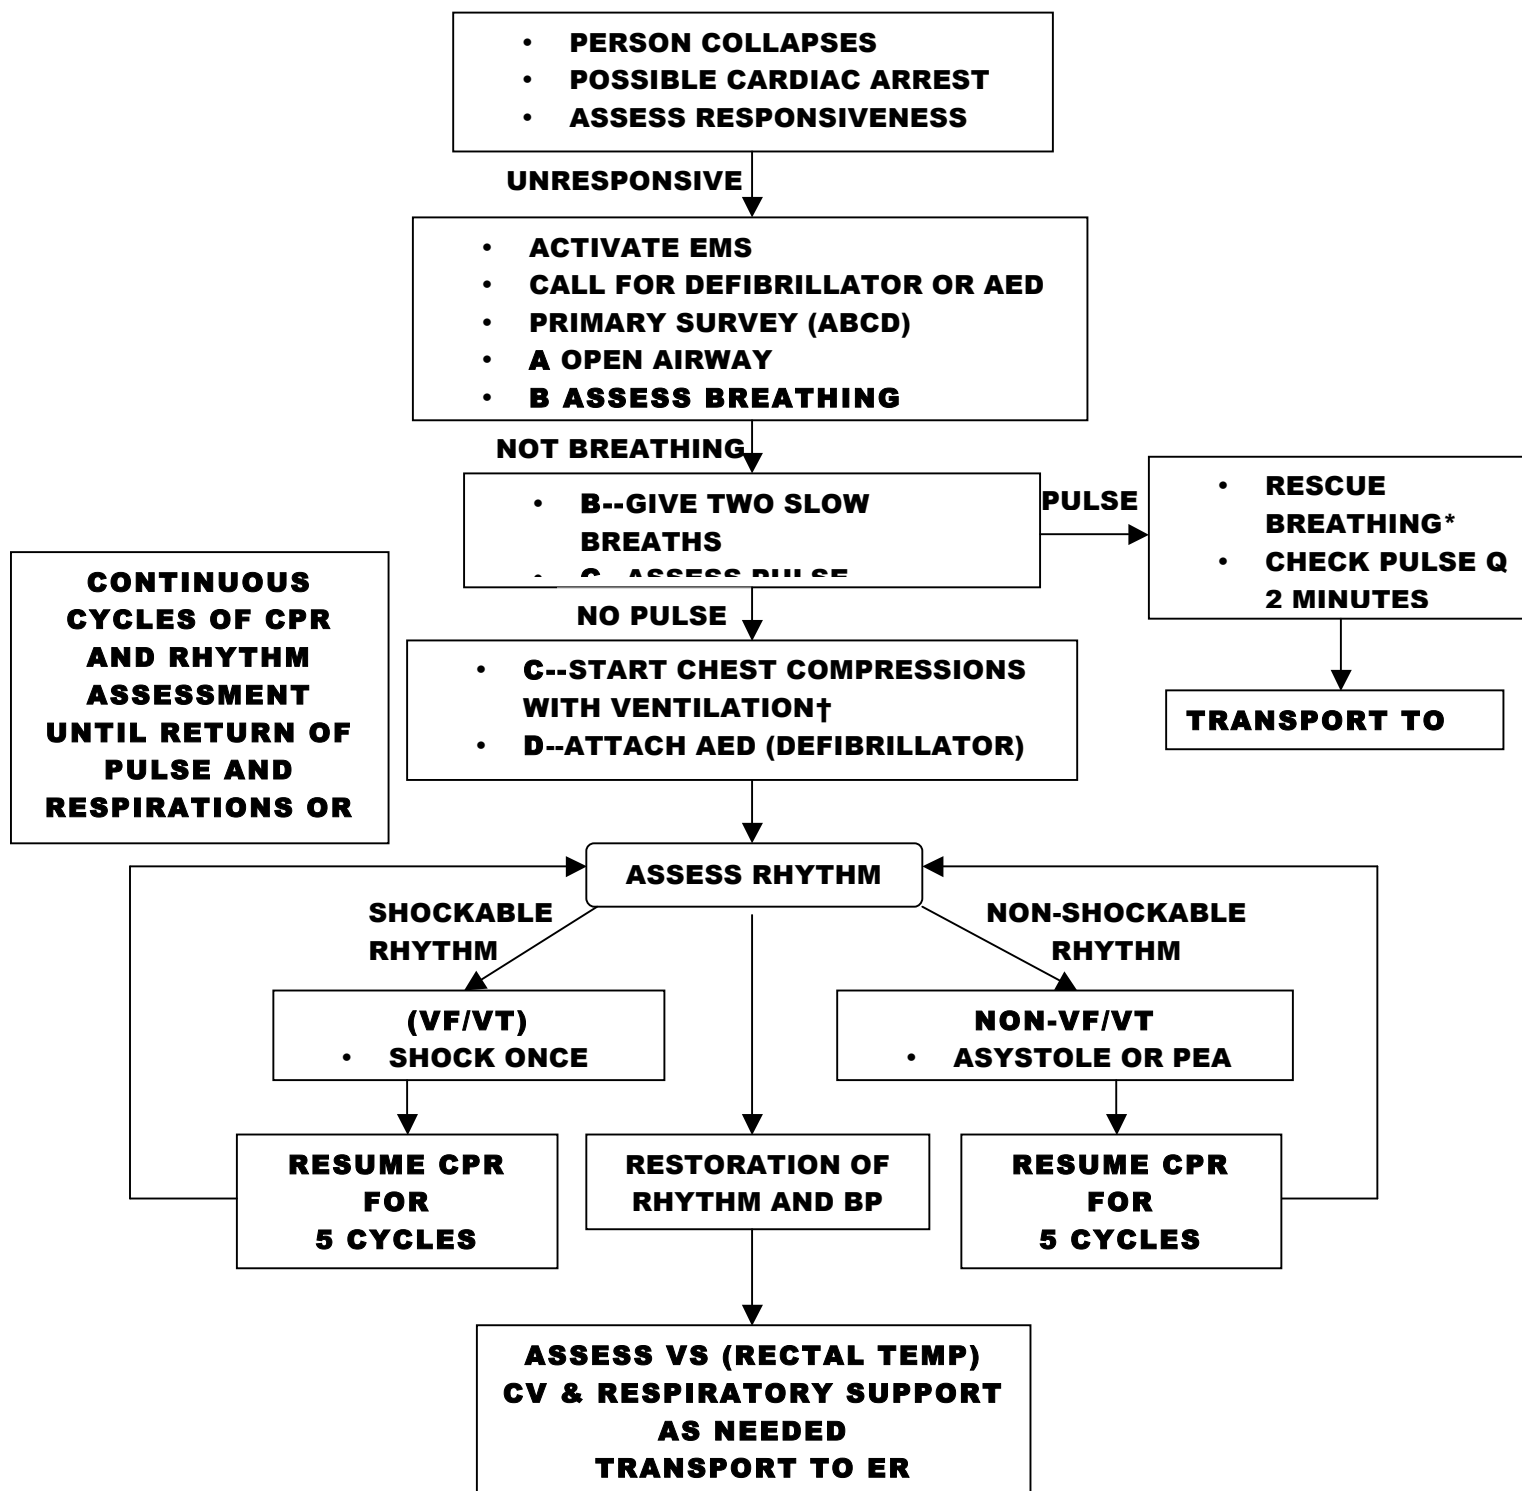 • PERSON COLLAPSES
• POSSIBLE CARDIAC ARREST
• ASSESS RESPONSIVENESS
UNRESPONSIVE
• ACTIVATE EMS
• CALL FOR DEFIBRILLATOR OR AED
• PRIMARY SURVEY (ABCD)
• A OPEN AIRWAY
• B ASSESS BREATHING
NOT BREATHING
• B--GIVE TWO SLOW
BREATHS
• C--ASSESS PULSE
PULSE
• RESCUE
BREATHING*
• CHECK PULSE Q
2 MINUTES
TRANSPORT TO
CONTINUOUS
CYCLES OF CPR
AND RHYTHM
ASSESSMENT
UNTIL RETURN OF
PULSE AND
RESPIRATIONS OR
NO PULSE
• C--START CHEST COMPRESSIONS
WITH VENTILATION†
• D--ATTACH AED (DEFIBRILLATOR)
ASSESS RHYTHM
SHOCKABLE
RHYTHM
NON-SHOCKABLE
RHYTHM
(VF/VT)
• SHOCK ONCE
NON-VF/VT
• ASYSTOLE OR PEA
RESUME CPR
FOR
5 CYCLES
RESTORATION OF
RHYTHM AND BP
RESUME CPR
FOR
5 CYCLES
ASSESS VS (RECTAL TEMP)
CV & RESPIRATORY SUPPORT
AS NEEDED
TRANSPORT TO ER